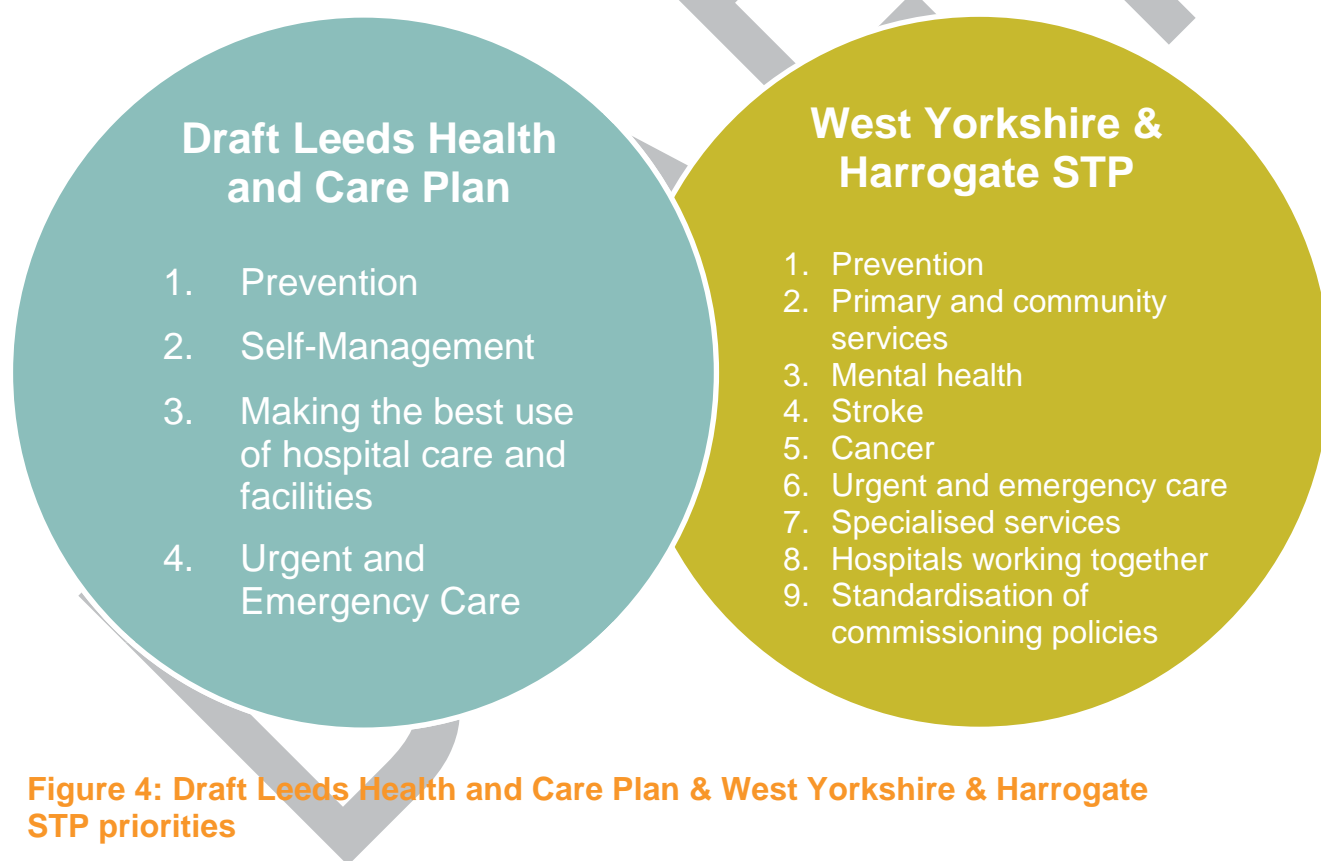 Draft Leeds Health
and Care Plan
1. Prevention
2. Self-Management
3. Making the best use
of hospital care and
facilities
4. Urgent and
Emergency Care
West Yorkshire &
Harrogate STP
1. Prevention
2. Primary and community
services
3. Mental health
4. Stroke
5. Cancer
6. Urgent and emergency care
7. Specialised services
8. Hospitals working together
9. Standardisation of
commissioning policies
Figure 4: Draft Leeds Health and Care Plan & West Yorkshire & Harrogate
STP priorities